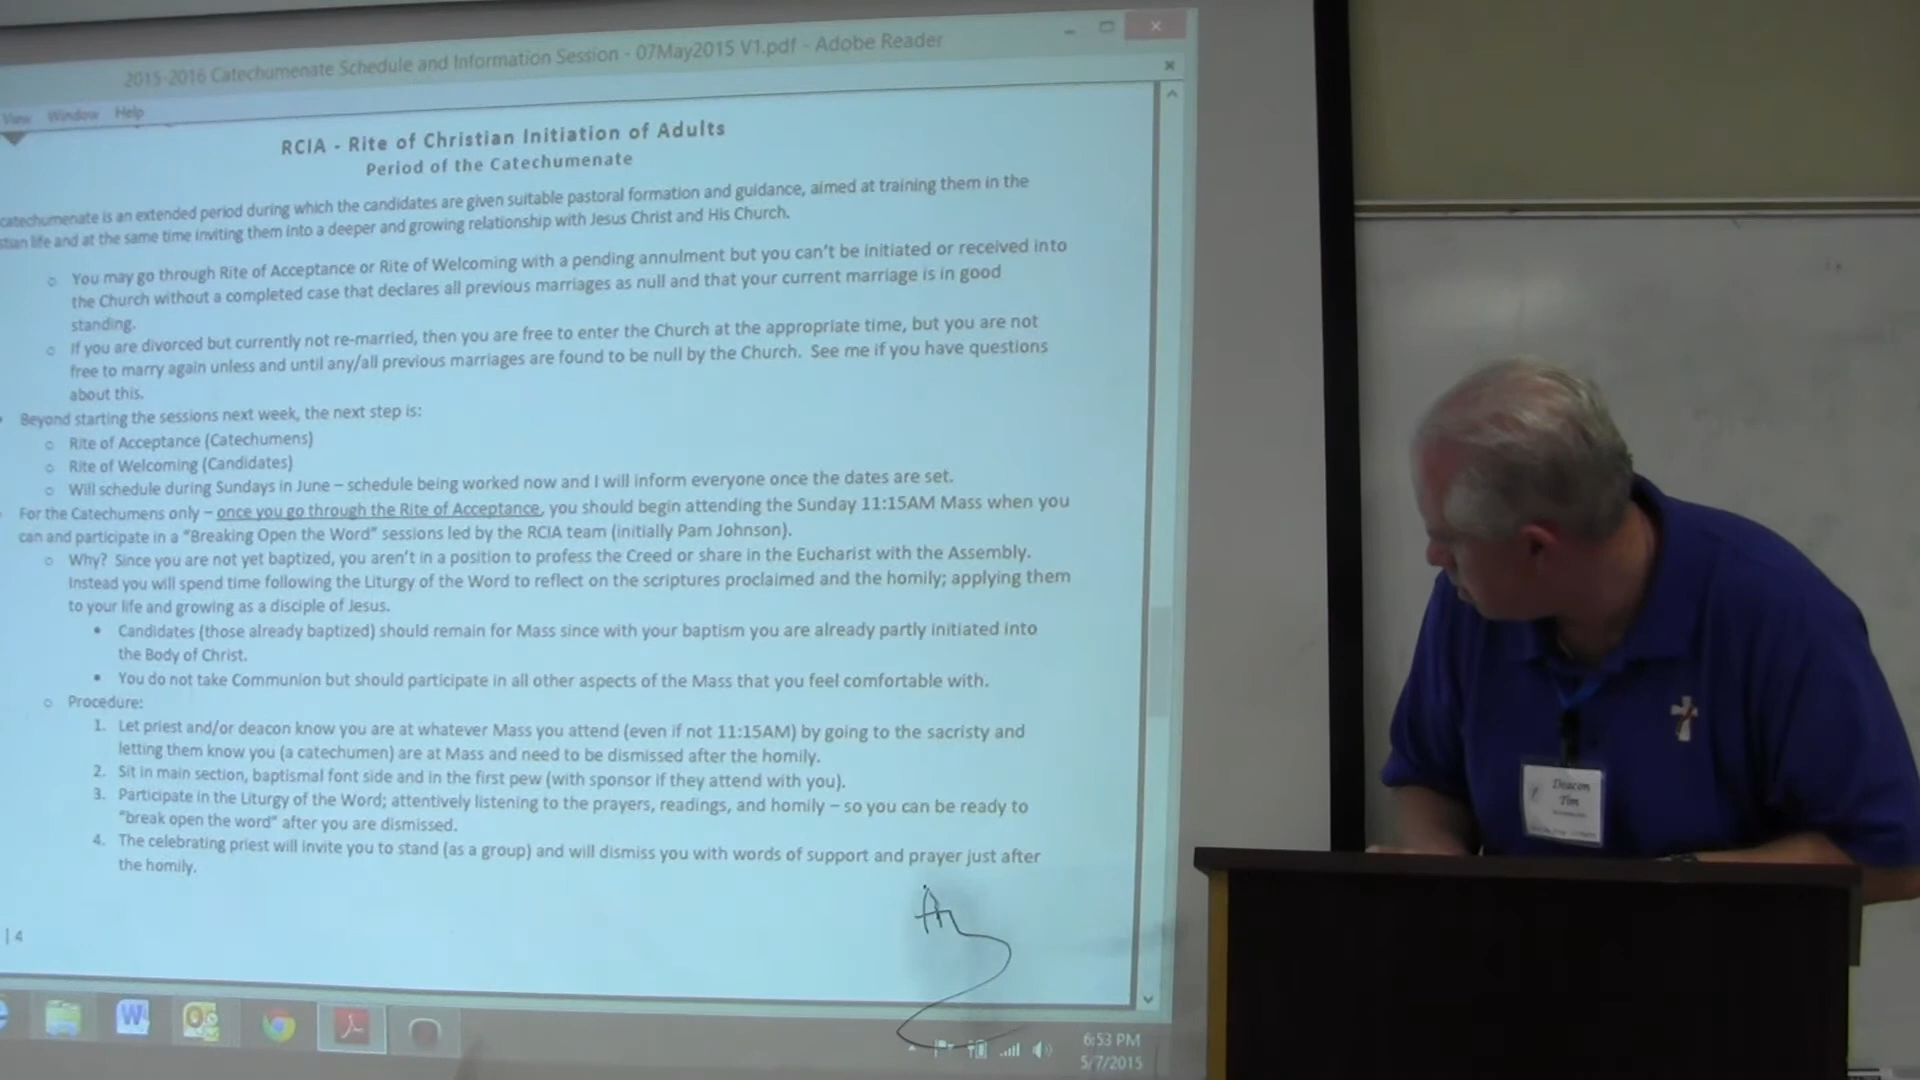 2015-2016 Catechumenate Schedule and Information Session - 07May2015 V1.pdf - Adobe Reader
View Window Help
RCIA - Rite of Christian Initiation of Adults
Period of the Catechumenate
catechumenate is an extended period during which the candidates are given suitable pastoral formation and guidance, aimed at training them in the
stian life and at the same time inviting them into a deeper and growing relationship with Jesus Christ and His Church.
o You may go through Rite of Acceptance or Rite of Welcoming with a pending annulment but you can't be initiated or received into
the Church without a completed case that declares all previous marriages as null and that your current marriage is in good
standing.
o If you are divorced but currently not re-married, then you are free to enter the Church at the appropriate time, but you are not
free to marry again unless and until any/all previous marriages are found to be null by the Church. See me if you have questions
about this.
Beyond starting the sessions next week, the next step is:
o Rite of Acceptance (Catechumens)
o Rite of Welcoming (Candidates)
o Will schedule during Sundays in June – schedule being worked now and I will inform everyone once the dates are set.
For the Catechumens only – once you go through the Rite of Acceptance, you should begin attending the Sunday 11:15AM Mass when you
can and participate in a "Breaking Open the Word" sessions led by the RCIA team (initially Pam Johnson).
o Why? Since you are not yet baptized, you aren't in a position to profess the Creed or share in the Eucharist with the Assembly.
Instead you will spend time following the Liturgy of the Word to reflect on the scriptures proclaimed and the homily; applying them
to your life and growing as a disciple of Jesus.
• Candidates (those already baptized) should remain for Mass since with your baptism you are already partly initiated into
the Body of Christ.
• You do not take Communion but should participate in all other aspects of the Mass that you feel comfortable with.
o Procedure:
1. Let priest and/or deacon know you are at whatever Mass you attend (even if not 11:15AM) by going to the sacristy and
letting them know you (a catechumen) are at Mass and need to be dismissed after the homily.
2. Sit in main section, baptismal font side and in the first pew (with sponsor if they attend with you).
3. Participate in the Liturgy of the Word; attentively listening to the prayers, readings, and homily – so you can be ready to
"break open the word" after you are dismissed.
4. The celebrating priest will invite you to stand (as a group) and will dismiss you with words of support and prayer just after
the homily.
| 4
6:53 PM
5/7/2015
Deacon
Tim